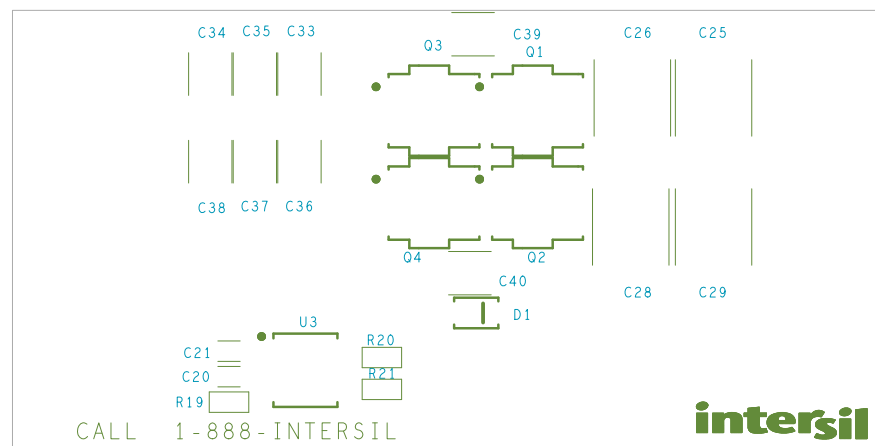 C34 C35 C33 Q3 C39 Q1 C26 C25
C38 C37 C36 Q4 Q2 C40 C28 C29
U3 D1
C21 R20
C20 R21
R19
CALL 1-888-INTERSIL
intersil